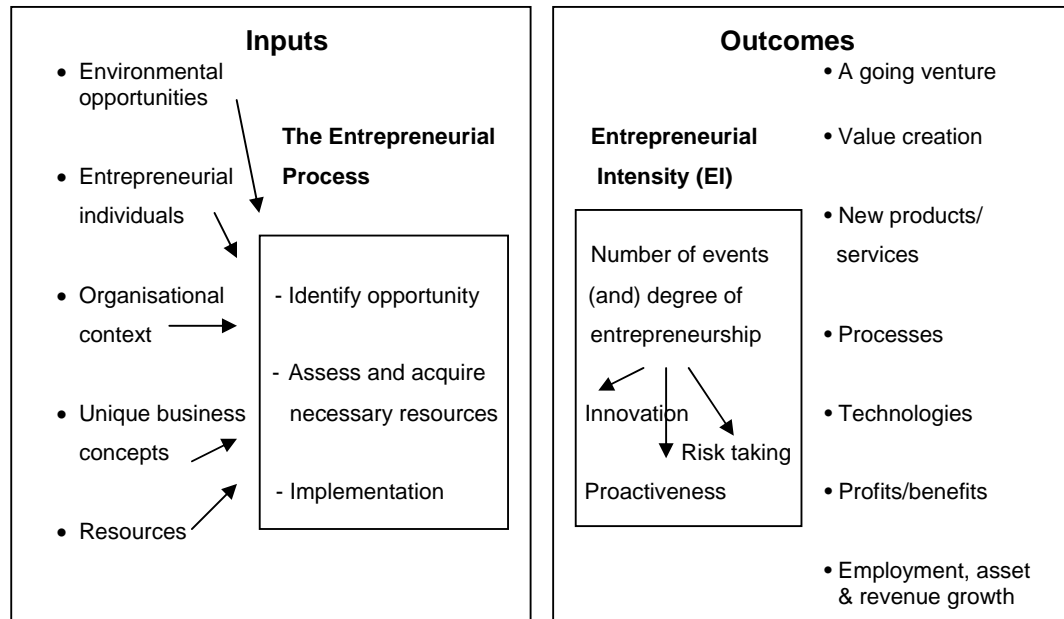 Inputs
• Environmental
opportunities
• Entrepreneurial
individuals
• Organisational
context
• Unique business
concepts
• Resources
The Entrepreneurial
Process
- Identify opportunity
- Assess and acquire
necessary resources
- Implementation
Outcomes
Entrepreneurial
Intensity (EI)
Number of events
(and) degree of
entrepreneurship
Innovation
Risk taking
Proactiveness
• A going venture
• Value creation
• New products/
services
• Processes
• Technologies
• Profits/benefits
• Employment, asset
& revenue growth